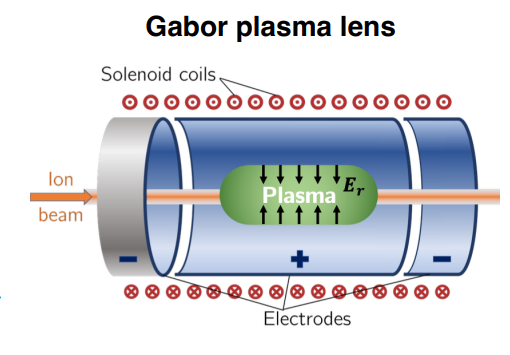 Gabor plasma lens
Solenoid coils
Ion
beam
Plasma
E_r
−
+
−
Electrodes